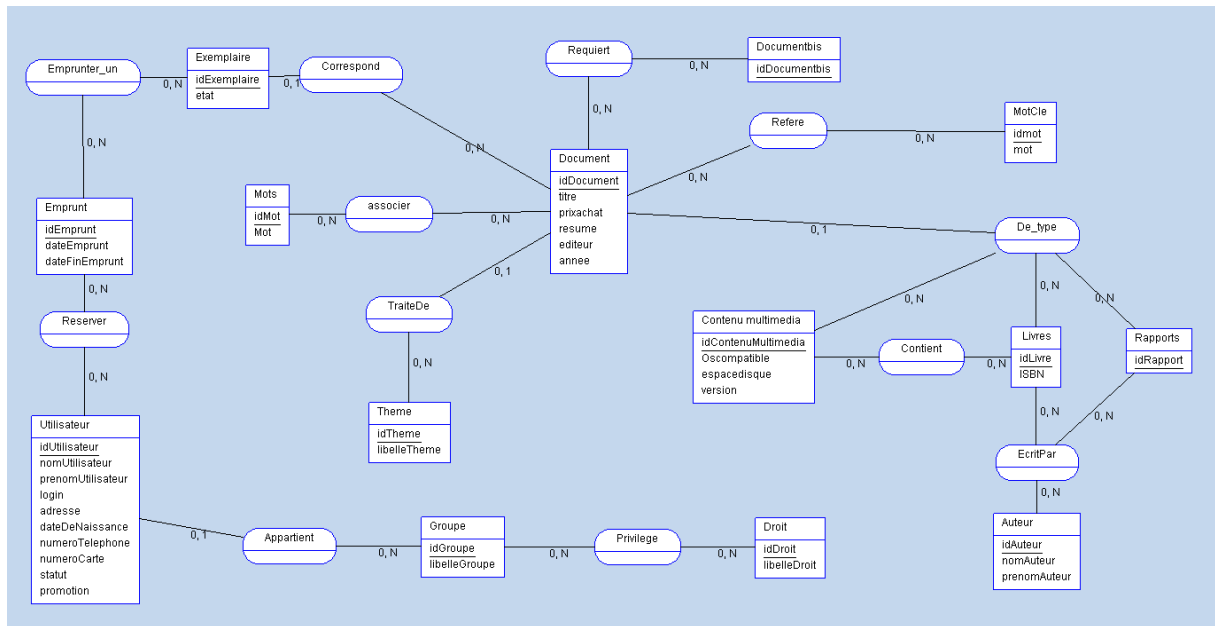 Emprunter_un
0, N
Exemplaire
idExemplaire
etat
0, 1
Correspond
0, N
Requiert
0, N
Documentbis
idDocumentbis
0, N
Refere
0, N
MotCle
idmot
mot
0, N
0, N
Document
idDocument
titre
prixachat
resume
editeur
annee
Mots
idMot
Mot
0, N
associer
0, N
Emprunt
idEmprunt
dateEmprunt
dateFinEmprunt
0, N
Reserver
0, N
0, 1
De_type
0, 1
TraiteDe
0, N
Theme
idTheme
libelleTheme
0, N
0, N
0, N
Contenu multimedia
idContenuMultimedia
Oscompatible
espacedisque
version
0, N
Contient
0, N
Livres
idLivre
ISBN
Rapports
idRapport
0, N
0, N
EcritPar
0, N
Auteur
idAuteur
nomAuteur
prenomAuteur
Utilisateur
idUtilisateur
nomUtilisateur
prenomUtilisateur
login
adresse
dateDeNaissance
numeroTelephone
numeroCarte
statut
promotion
0, 1
Appartient
0, N
Groupe
idGroupe
libelleGroupe
0, N
Privilege
0, N
Droit
idDroit
libelleDroit